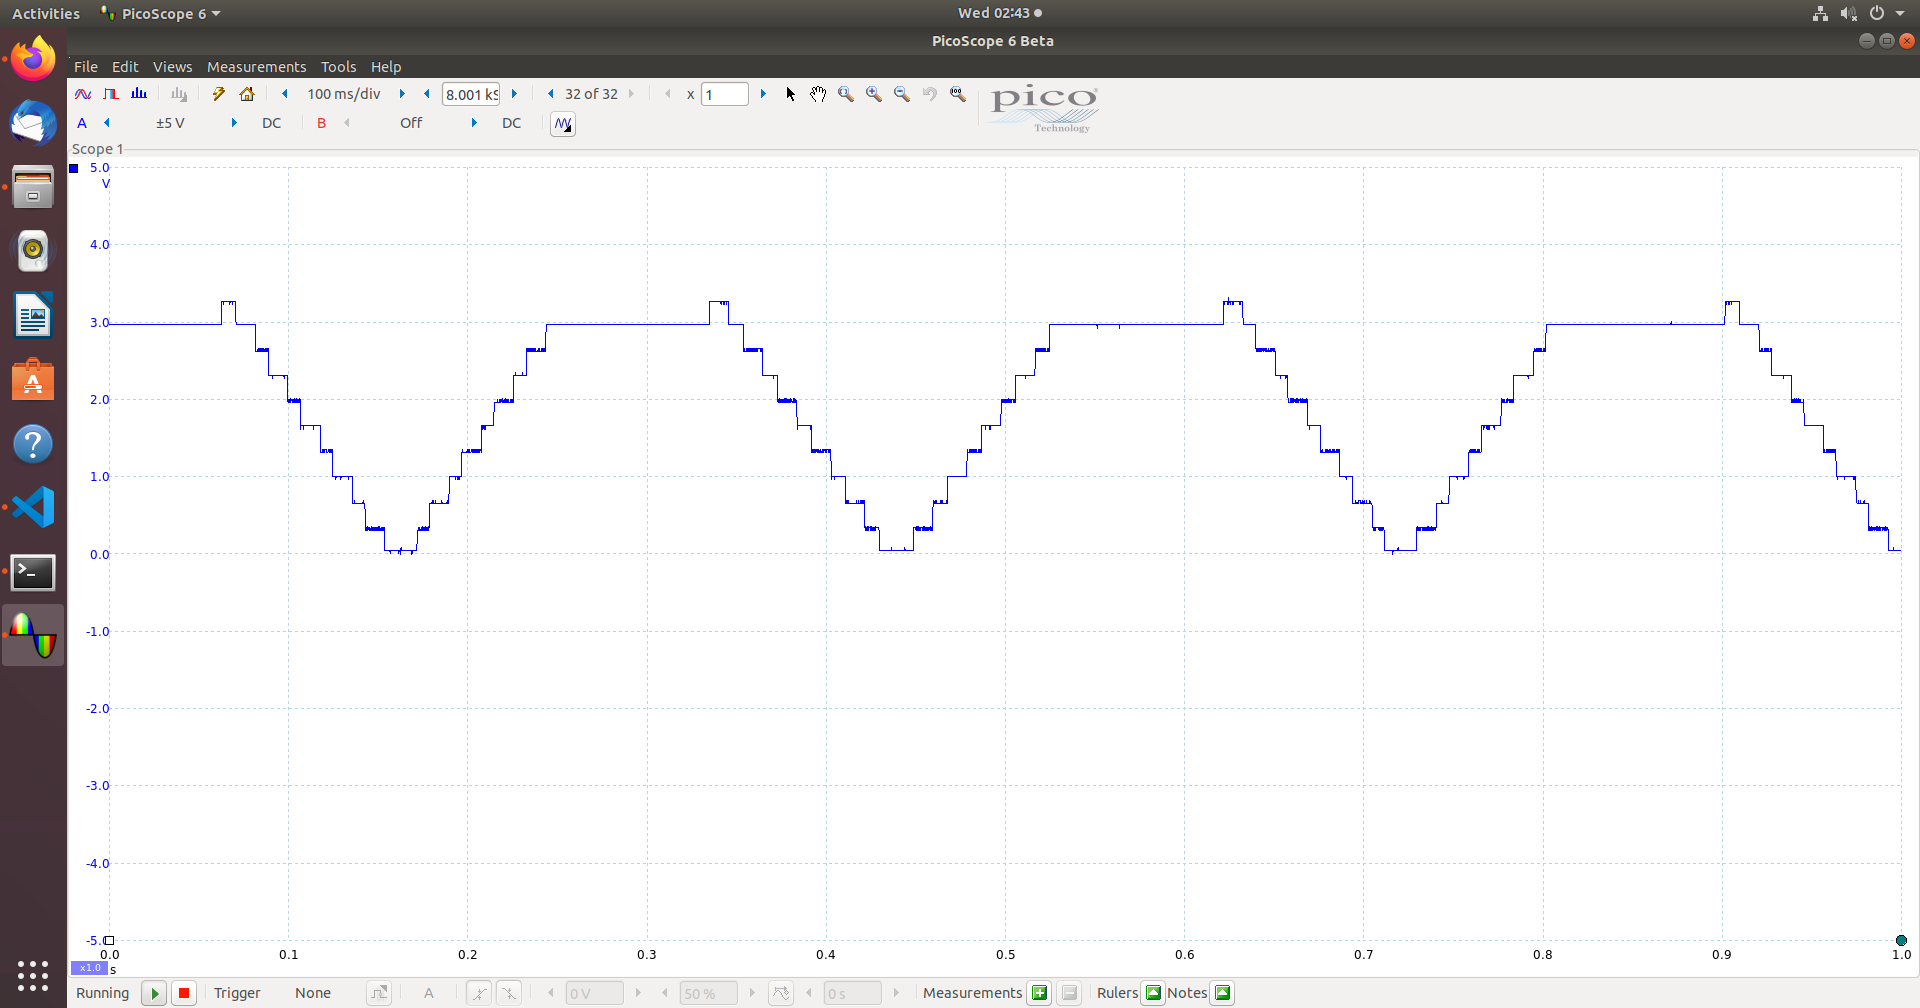 Activities PicoScope 6 Wed 02:43
PicoScope 6 Beta
File Edit Views Measurements Tools Help
100 ms/div 8.001 kS 32 of 32 x 1
pico
Technology
A ±5 V DC B Off DC
Scope 1
5.0
V
4.0
3.0
2.0
1.0
0.0
-1.0
-2.0
-3.0
-4.0
-5.0
0.0 0.1 0.2 0.3 0.4 0.5 0.6 0.7 0.8 0.9 1.0
x1.0 s
Running Trigger None A 0 V 50 % 0 s Measurements Rulers Notes